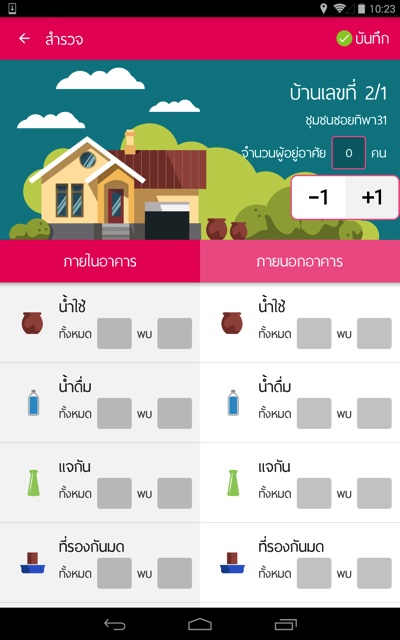 10:23
สำรวจ
บันทึก
บ้านเลขที่ 2/1
ชุมชนซอยทิพา31
จำนวนผู้อยู่อาศัย 0 คน
-1 +1
ภายในอาคาร ภายนอกอาคาร
น้ำใช้ น้ำใช้
ทั้งหมด พบ ทั้งหมด พบ
น้ำดื่ม น้ำดื่ม
ทั้งหมด พบ ทั้งหมด พบ
แจกัน แจกัน
ทั้งหมด พบ ทั้งหมด พบ
ที่รองกันมด ที่รองกันมด
ทั้งหมด พบ ทั้งหมด พบ